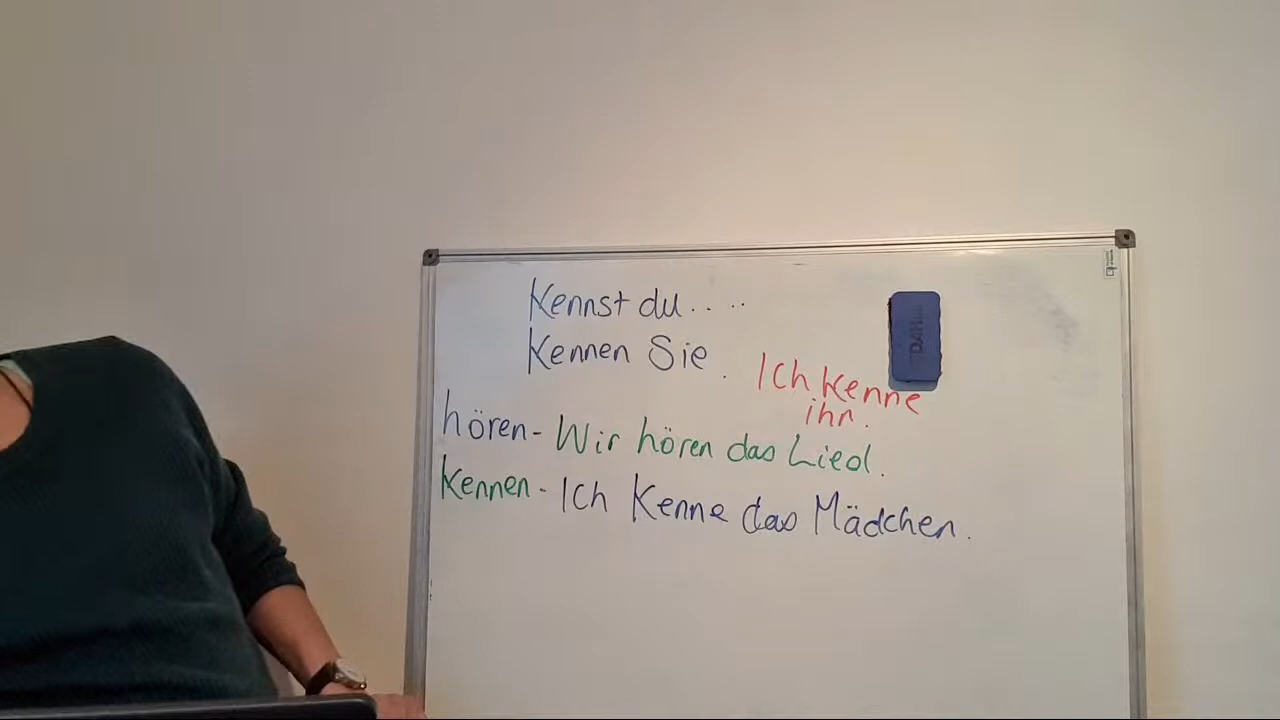 Kennst du.. ..
Kennen Sie.
Ich kenne
ihn.
hören - Wir hören das Lied.
kennen - Ich kenne das Mädchen.